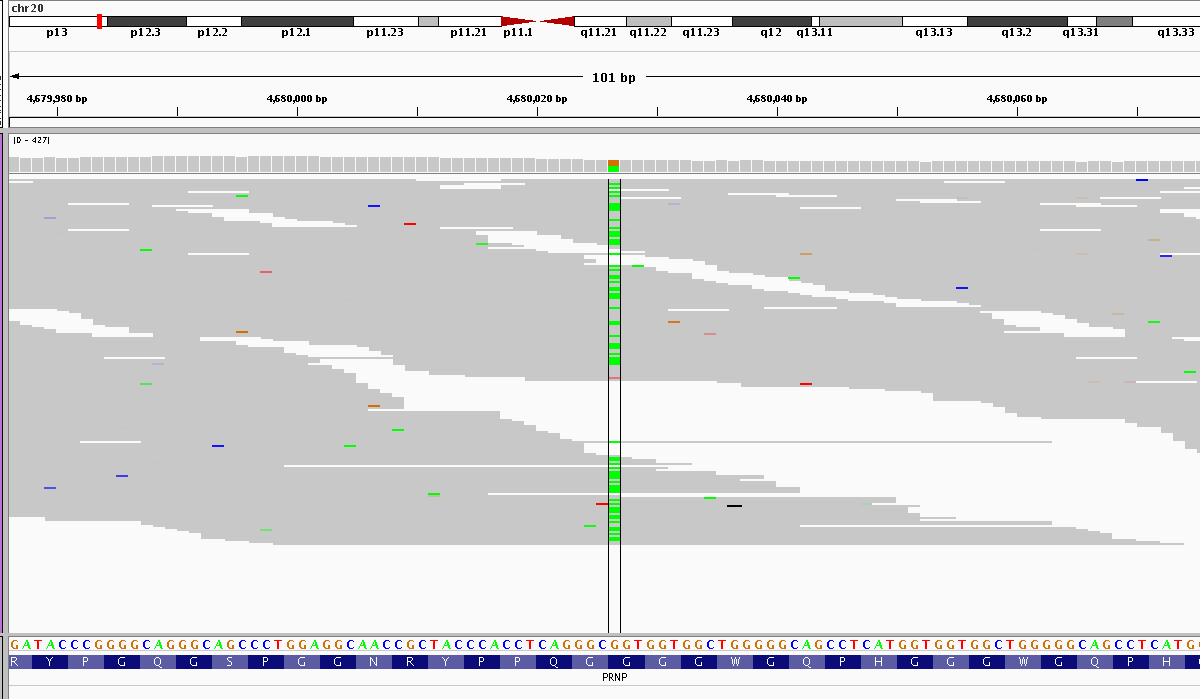 chr20
p13 p12.3 p12.2 p12.1 p11.23 p11.21 p11.1 q11.21 q11.22 q11.23 q12 q13.11 q13.13 q13.2 q13.31 q13.33
101 bp
4,679,980 bp 4,680,000 bp 4,680,020 bp 4,680,040 bp 4,680,060 bp
[0 - 427]
GATACCCGGGGCAGGGCAGCCCTGGAGGCAACCGCTACCCACCTCAGGGCGGTGGTGGCTGGGGGCAGCCTCATGGTGGTGGCTGGGGGCAGCCTCATG
R Y P G Q G S P G G N R Y P P Q G G G G W G Q P H G G G W G Q P H
PRNP